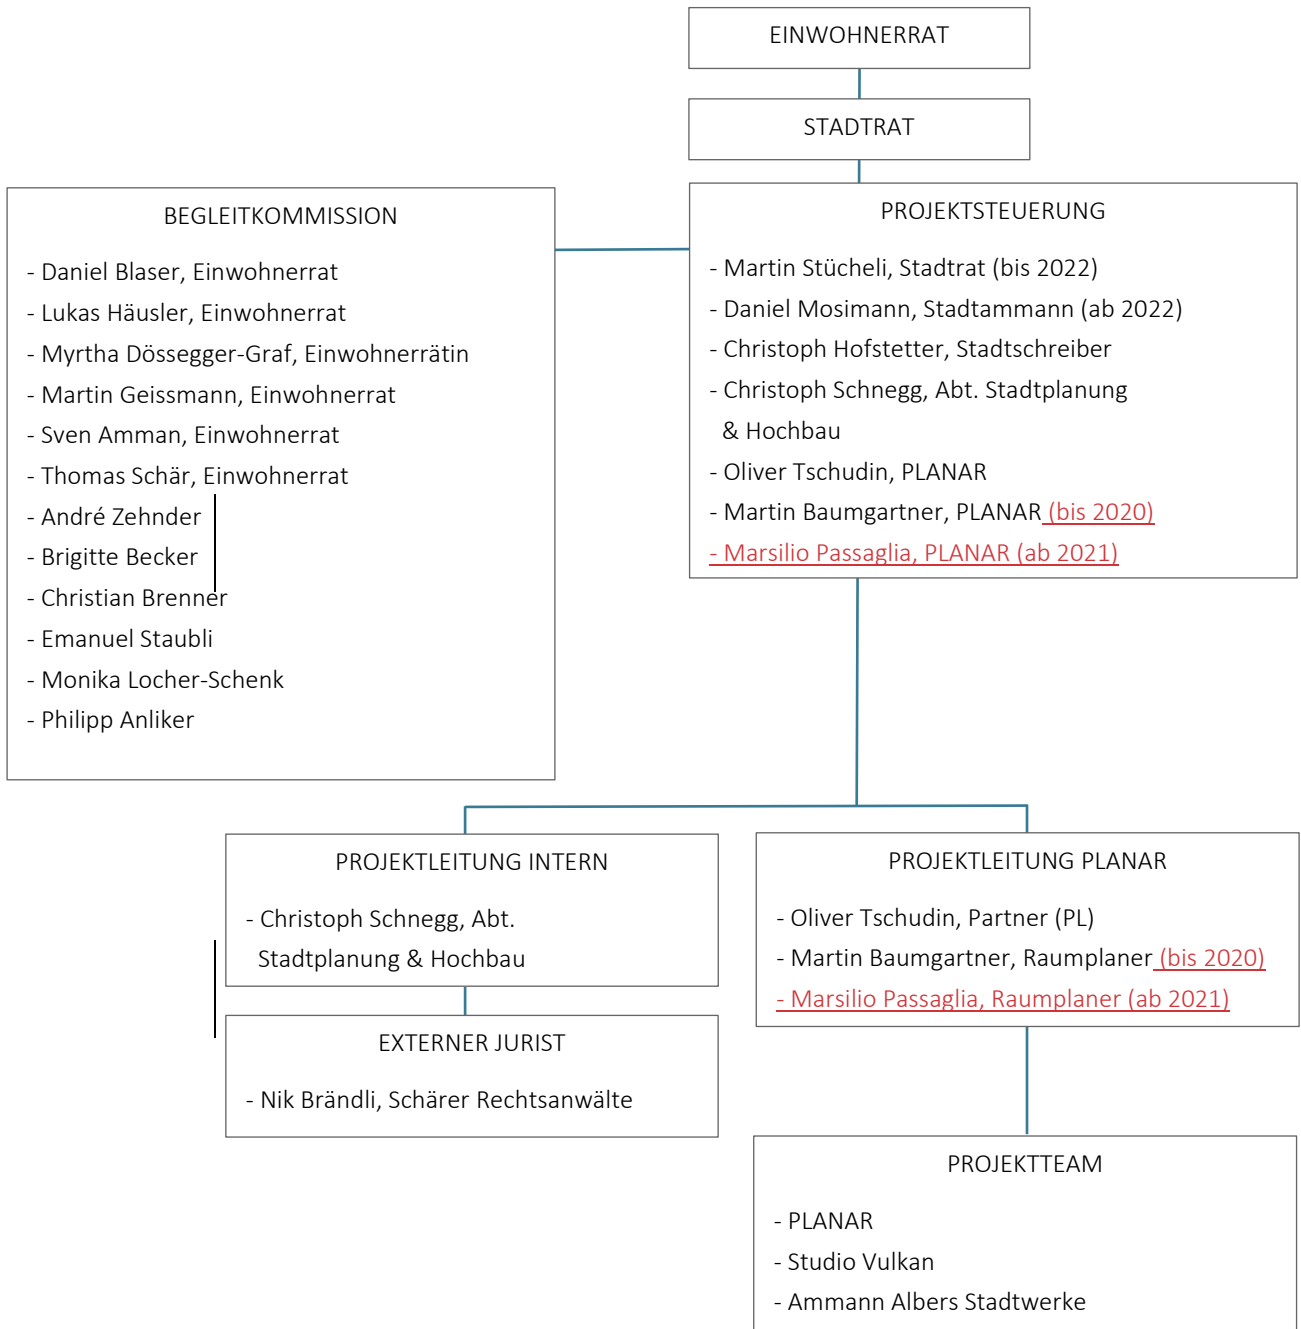 EINWOHNERRAT
STADTRAT
BEGLEITKOMMISSION
- Daniel Blaser, Einwohnerrat
- Lukas Häusler, Einwohnerrat
- Myrtha Dössegger-Graf, Einwohnerrätin
- Martin Geissmann, Einwohnerrat
- Sven Amman, Einwohnerrat
- Thomas Schär, Einwohnerrat
- André Zehnder
- Brigitte Becker
- Christian Brenner
- Emanuel Staubli
- Monika Locher-Schenk
- Philipp Anliker
PROJEKTSTEUERUNG
- Martin Stücheli, Stadtrat (bis 2022)
- Daniel Mosimann, Stadtammann (ab 2022)
- Christoph Hofstetter, Stadtschreiber
- Christoph Schnegg, Abt. Stadtplanung
& Hochbau
- Oliver Tschudin, PLANAR
- Martin Baumgartner, PLANAR (bis 2020)
- Marsilio Passaglia, PLANAR (ab 2021)
PROJEKTLEITUNG INTERN
- Christoph Schnegg, Abt.
Stadtplanung & Hochbau
EXTERNER JURIST
- Nik Brändli, Schärer Rechtsanwälte
PROJEKTLEITUNG PLANAR
- Oliver Tschudin, Partner (PL)
- Martin Baumgartner, Raumplaner (bis 2020)
- Marsilio Passaglia, Raumplaner (ab 2021)
PROJEKTTEAM
- PLANAR
- Studio Vulkan
- Ammann Albers Stadtwerke